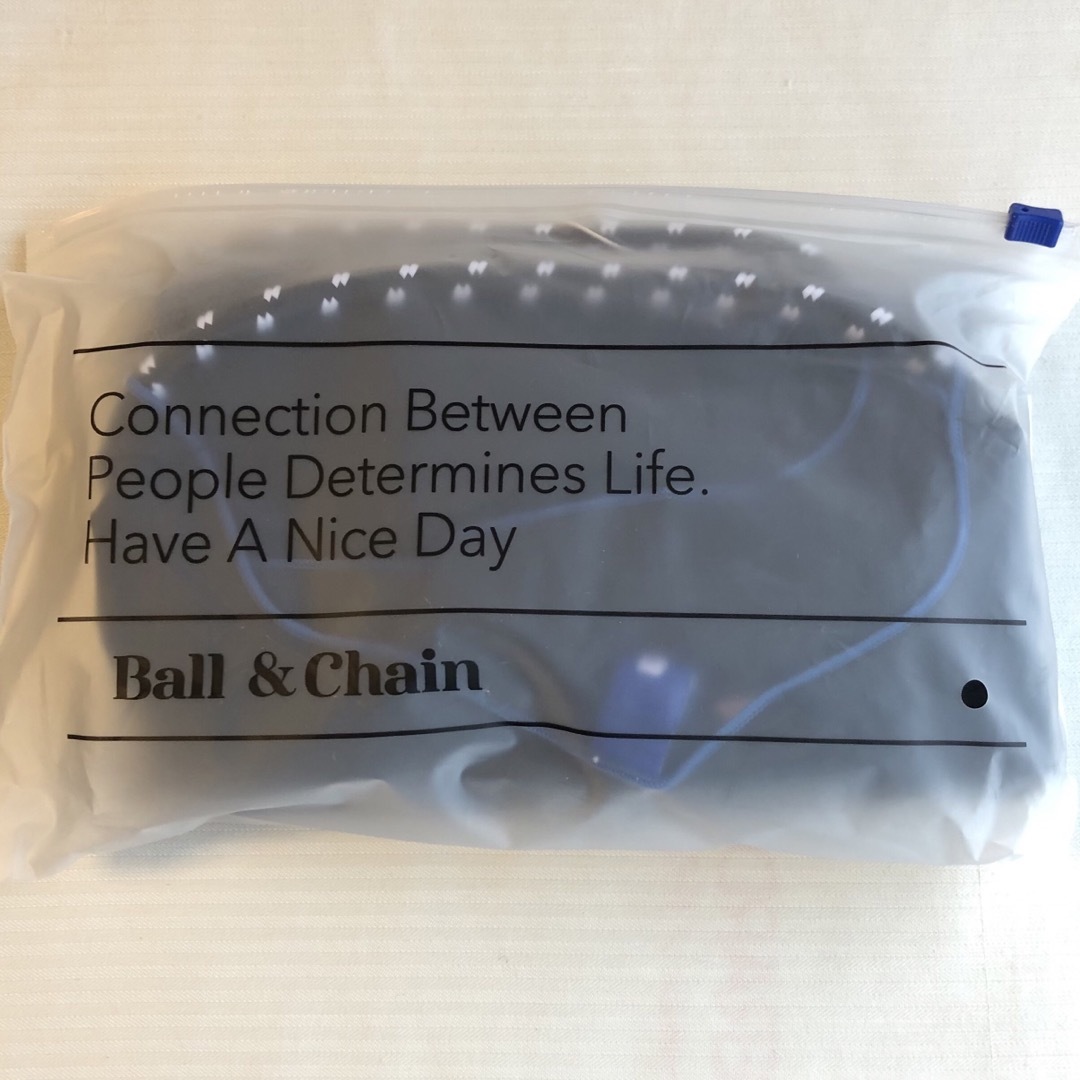 Connection Between
People Determines Life.
Have A Nice Day
Ball & Chain